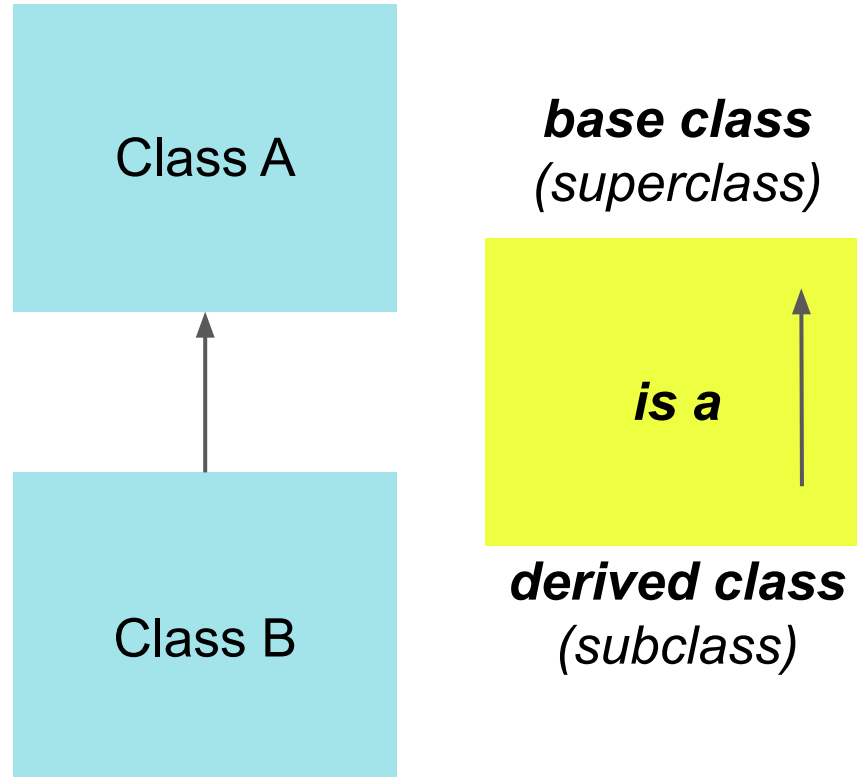 Class A
base class
(superclass)
is a
derived class
(subclass)
Class B